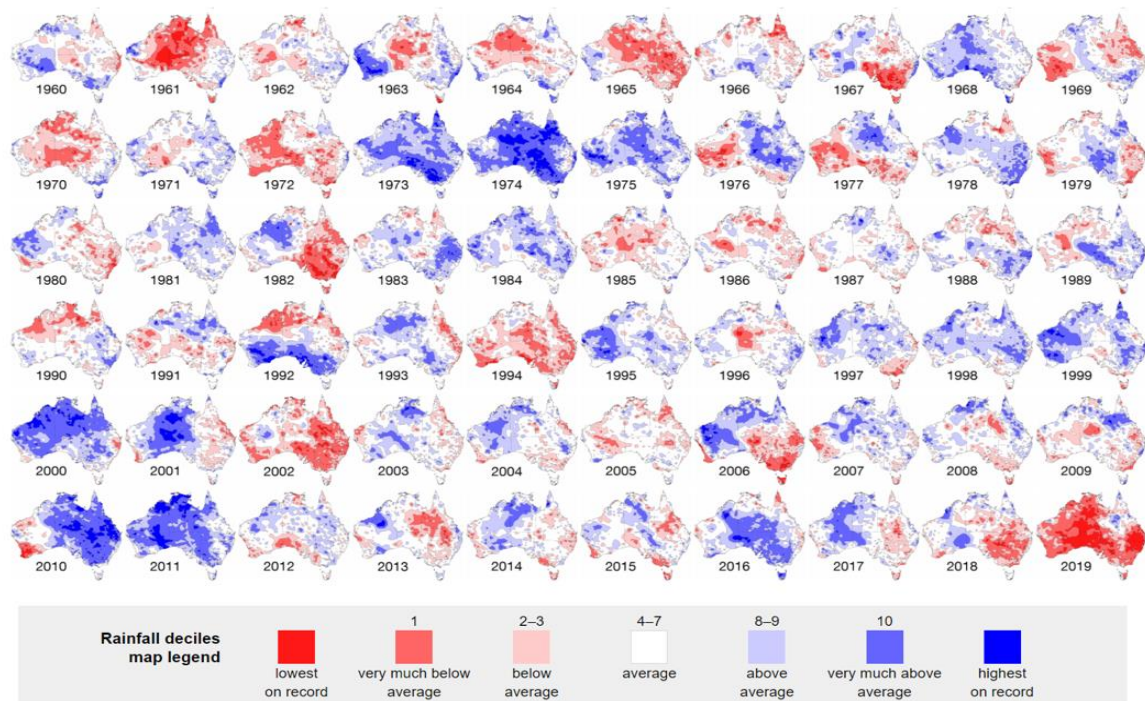 1960 1961 1962 1963 1964 1965 1966 1967 1968 1969
1970 1971 1972 1973 1974 1975 1976 1977 1978 1979
1980 1981 1982 1983 1984 1985 1986 1987 1988 1989
1990 1991 1992 1993 1994 1995 1996 1997 1998 1999
2000 2001 2002 2003 2004 2005 2006 2007 2008 2009
2010 2011 2012 2013 2014 2015 2016 2017 2018 2019
Rainfall deciles
map legend
1 2–3 4–7 8–9 10
lowest very much below below average above very much above highest
on record average average average average on record